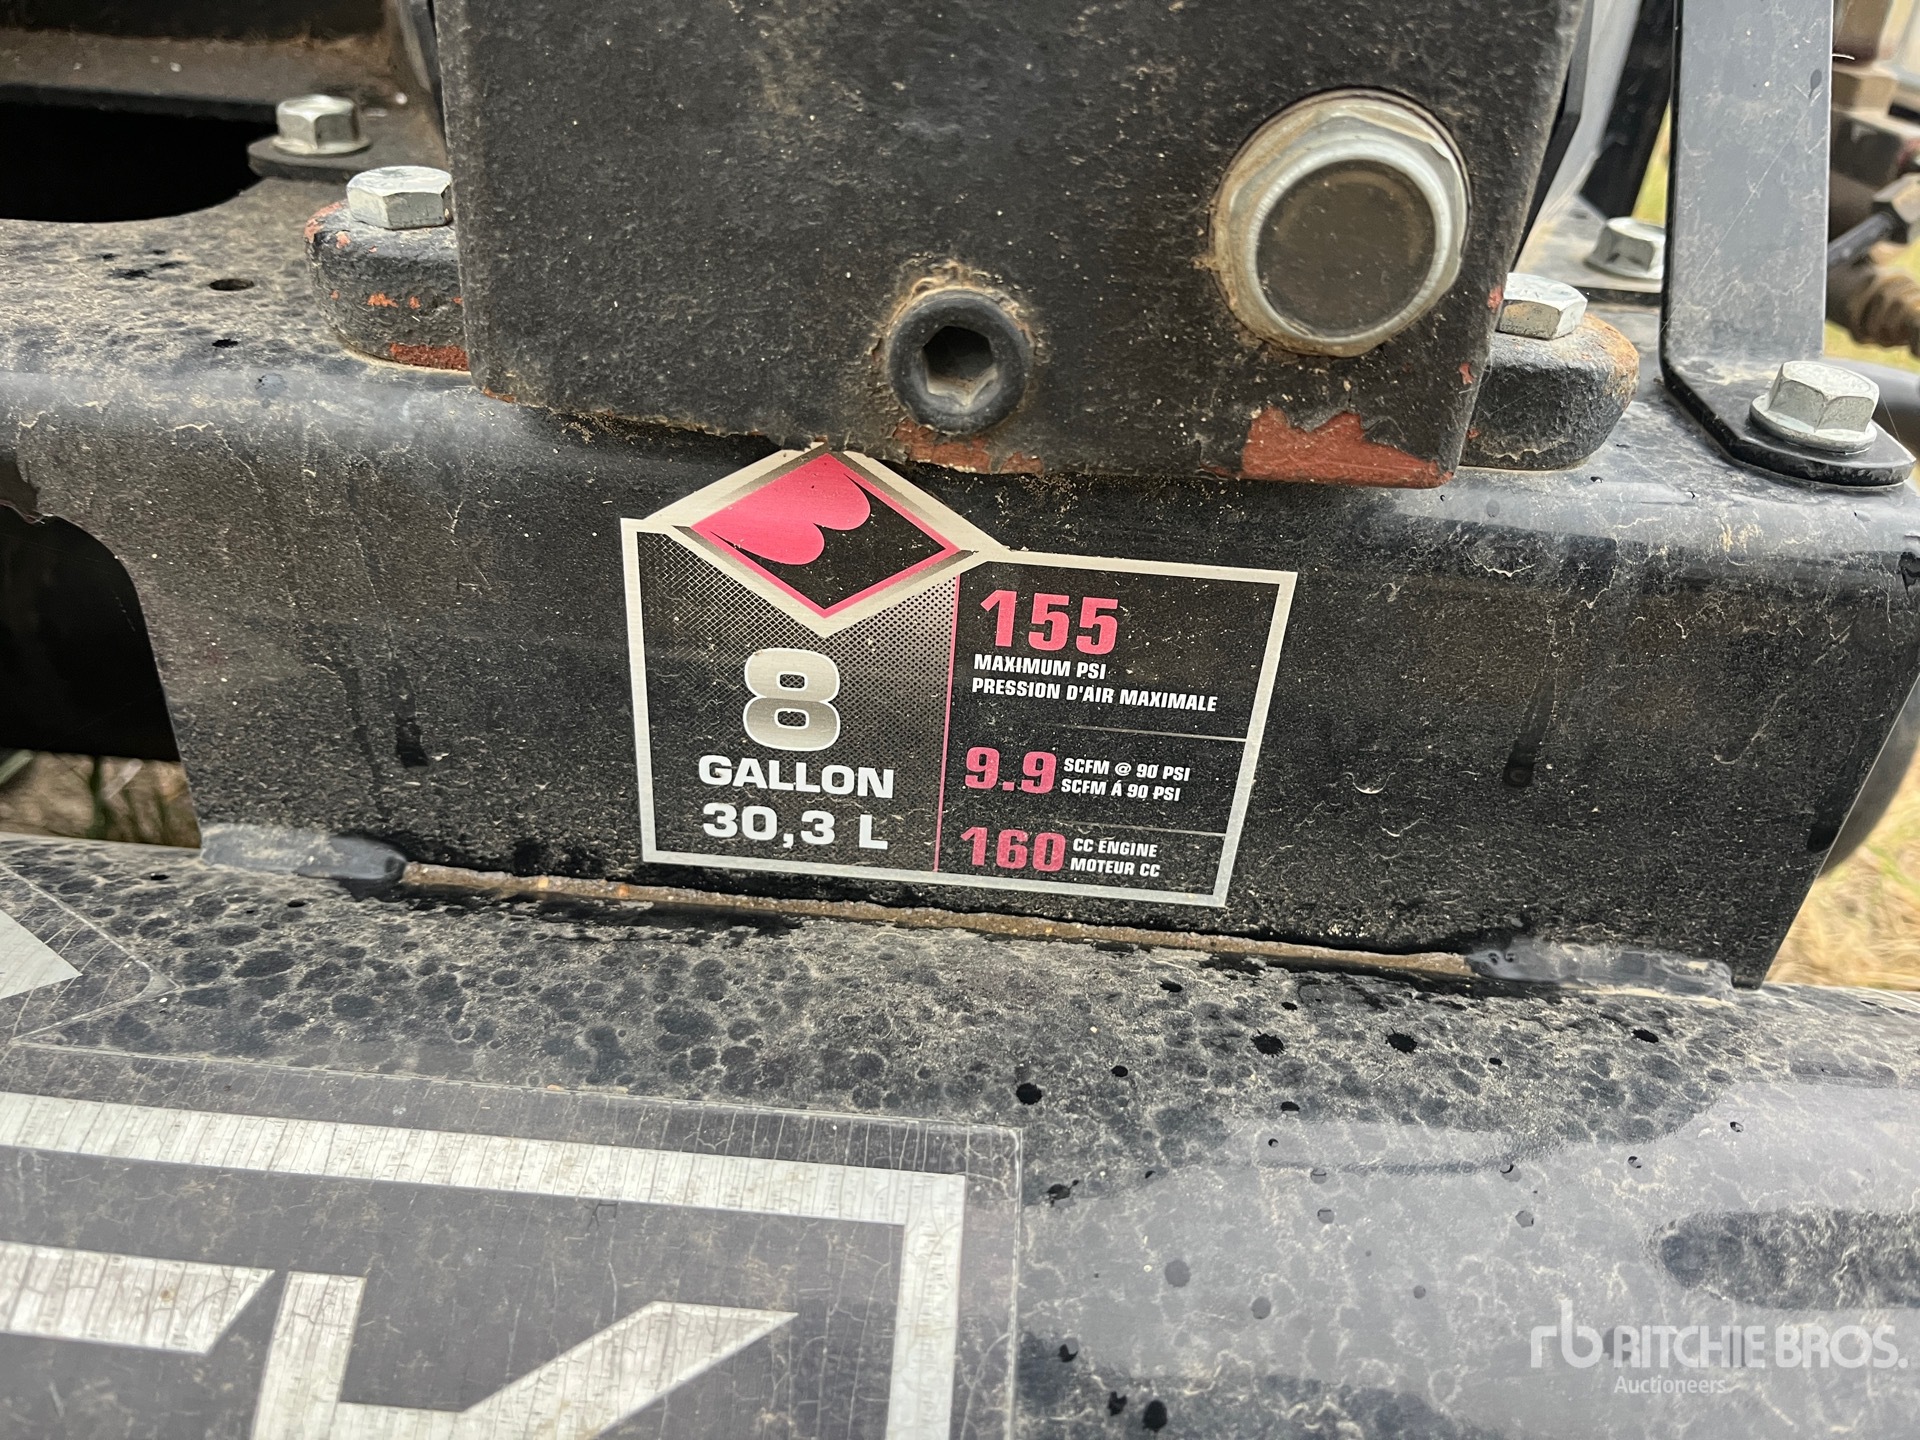 8
GALLON
30,3 L
155
MAXIMUM PSI
PRESSION D'AIR MAXIMALE
9.9 SCFM @ 90 PSI
SCFM À 90 PSI
160 CC ENGINE
MOTEUR CC
K
rb RITCHIE BROS.
Auctioneers